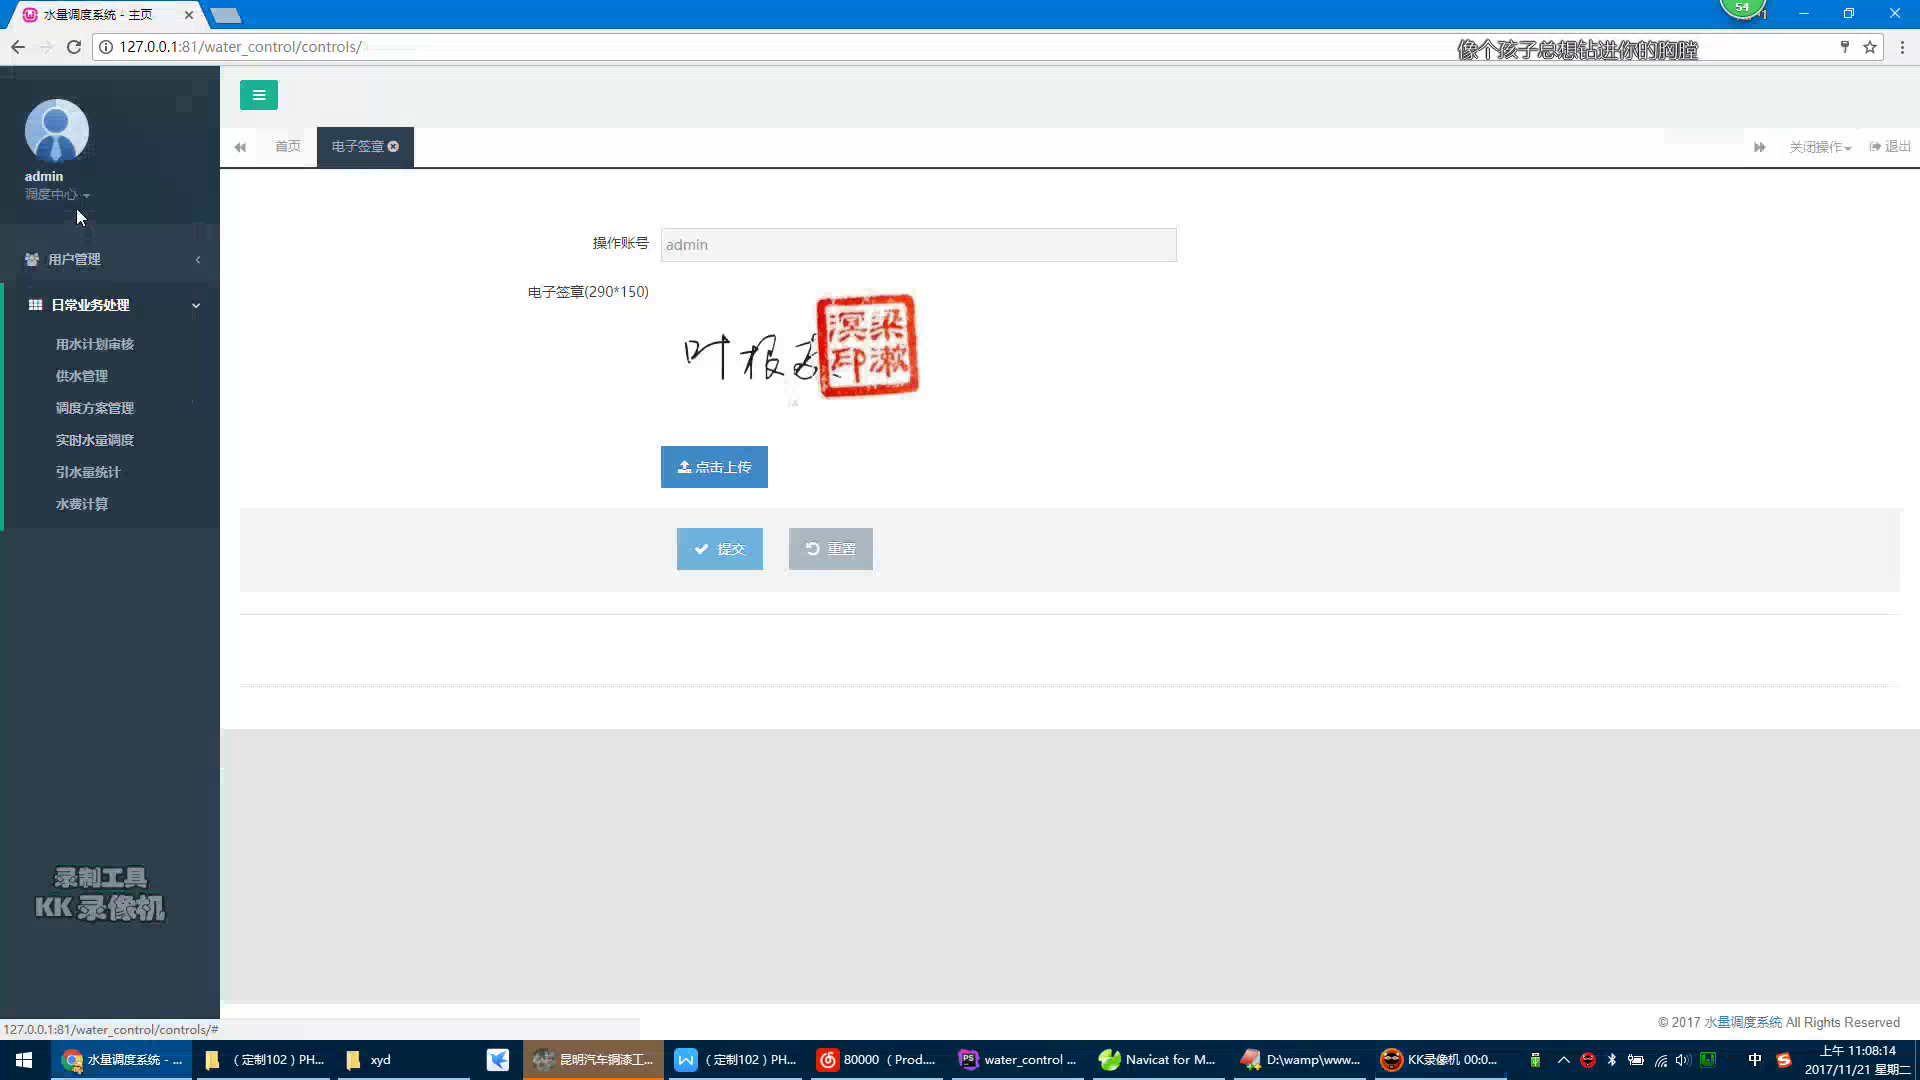 水量调度系统 - 主页
54
127.0.0.1:81/water_control/controls/
像个孩子总想钻进你的胸膛
首页
电子签章
关闭操作
退出
admin
调度中心
用户管理
日常业务处理
用水计划审核
供水管理
调度方案管理
实时水量调度
引水量统计
水费计算
操作账号
admin
电子签章(290*150)
叶根
点击上传
提交
重置
录制工具
KK 录像机
127.0.0.1:81/water_control/controls/#
© 2017 水量调度系统 All Rights Reserved
水量调度系统 - ...
（定制102）PH...
xyd
昆明汽车铜漆工...
（定制102）PH...
80000（Prod....
water_control ...
Navicat for M...
D:\wamp\www...
KK录像机 00:0...
中
上午 11:08:14
2017/11/21 星期二